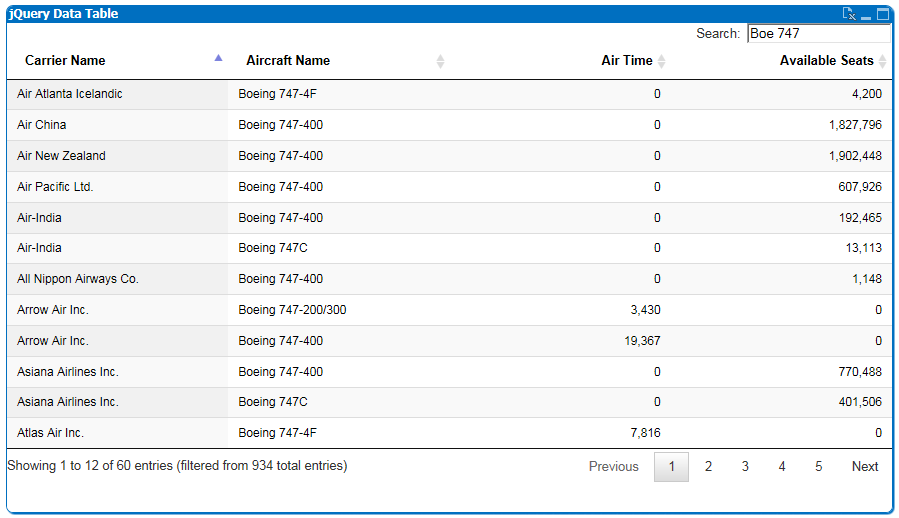 jQuery Data Table
Search: Boe 747
Carrier Name Aircraft Name Air Time Available Seats
Air Atlanta Icelandic Boeing 747-4F 0 4,200
Air China Boeing 747-400 0 1,827,796
Air New Zealand Boeing 747-400 0 1,902,448
Air Pacific Ltd. Boeing 747-400 0 607,926
Air-India Boeing 747-400 0 192,465
Air-India Boeing 747C 0 13,113
All Nippon Airways Co. Boeing 747-400 0 1,148
Arrow Air Inc. Boeing 747-200/300 3,430 0
Arrow Air Inc. Boeing 747-400 19,367 0
Asiana Airlines Inc. Boeing 747-400 0 770,488
Asiana Airlines Inc. Boeing 747C 0 401,506
Atlas Air Inc. Boeing 747-4F 7,816 0
Showing 1 to 12 of 60 entries (filtered from 934 total entries) Previous 1 2 3 4 5 Next